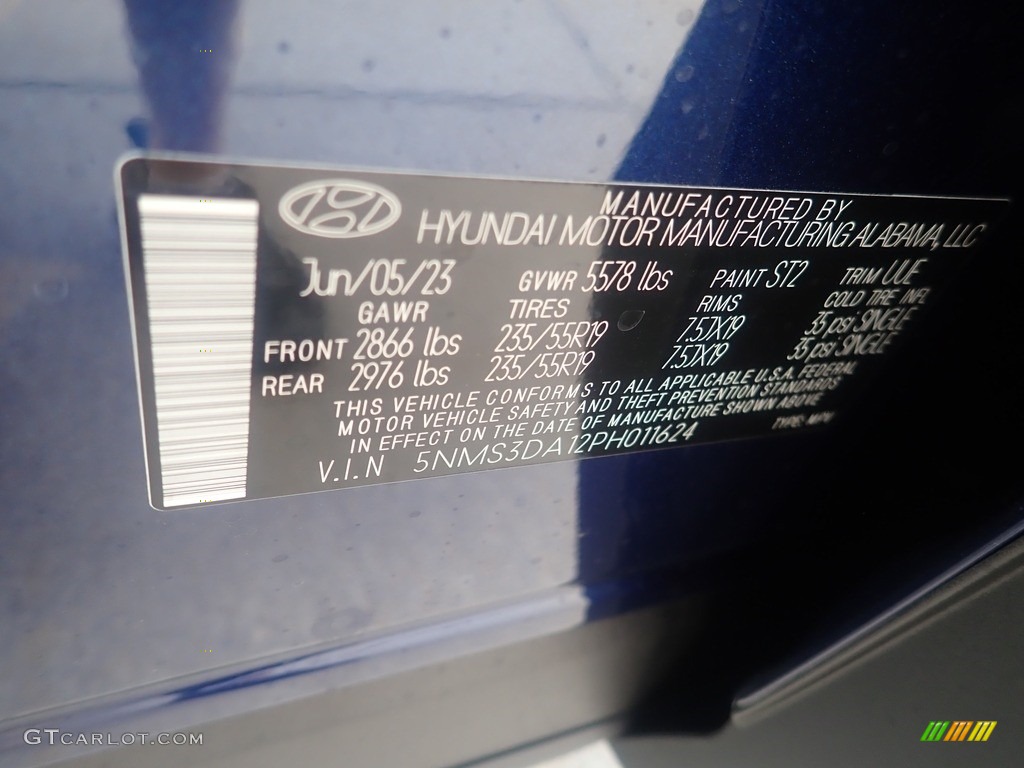 MANUFACTURED BY
HYUNDAI MOTOR MANUFACTURING ALABAMA, LLC
Jun/05/23 GVWR 5578 lbs PAINT ST2 TRIM UUE
GAWR TIRES RIMS COLD TIRE INFL
FRONT 2866 lbs 235/55R19 7.5JX19 35 psi SINGLE
REAR 2976 lbs 235/55R19 7.5JX19 35 psi SINGLE
THIS VEHICLE CONFORMS TO ALL APPLICABLE U.S.A. FEDERAL
MOTOR VEHICLE SAFETY AND THEFT PREVENTION STANDARDS
IN EFFECT ON THE DATE OF MANUFACTURE SHOWN ABOVE
V.I.N 5NMS3DA12PH011624 TYPE: MPV
GTCARLOT.COM